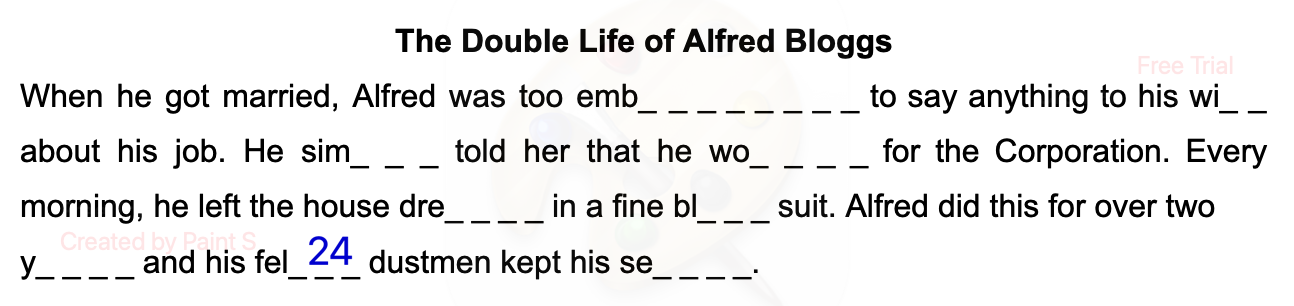 The Double Life of Alfred Bloggs
Free Trial
When he got married, Alfred was too emb_ _ _ _ _ _ _ _ to say anything to his wi_ _
about his job. He sim_ _ _ told her that he wo_ _ _ _ for the Corporation. Every
morning, he left the house dre_ _ _ _ in a fine bl_ _ _ suit. Alfred did this for over two
Created by Paint S
y_ _ _ _ and his fel_ _ _ 24 dustmen kept his se_ _ _ _.